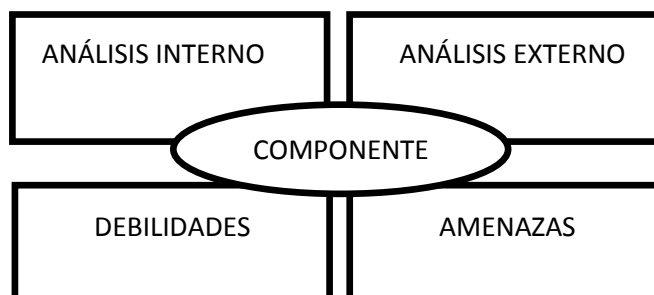 ANÁLISIS INTERNO
ANÁLISIS EXTERNO
COMPONENTE
DEBILIDADES
AMENAZAS